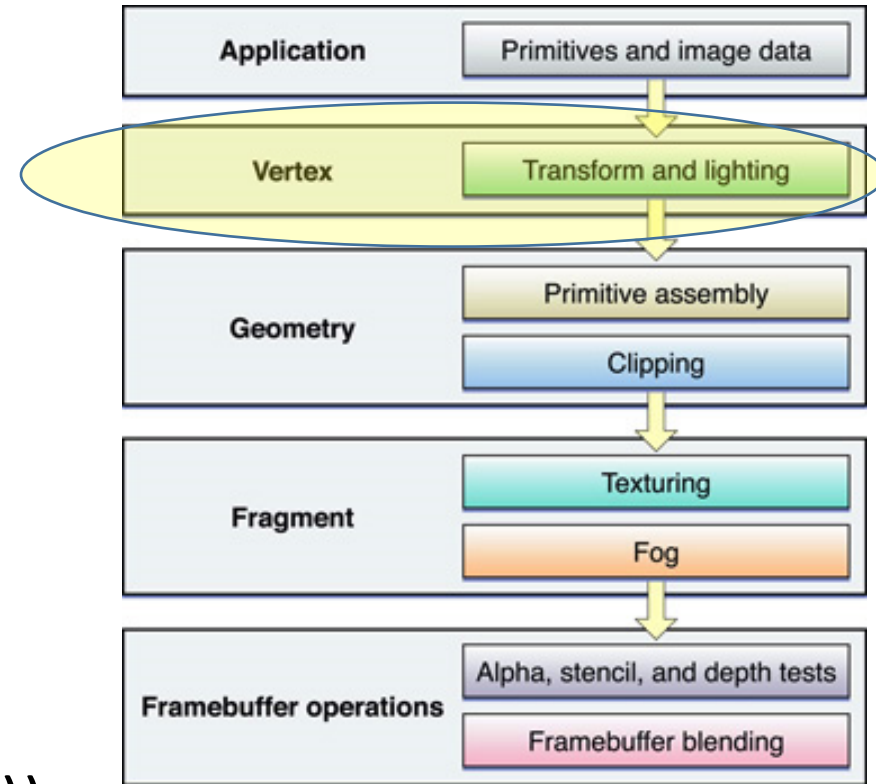 Application
Primitives and image data
Vertex
Transform and lighting
Geometry
Primitive assembly
Clipping
Fragment
Texturing
Fog
Framebuffer operations
Alpha, stencil, and depth tests
Framebuffer blending